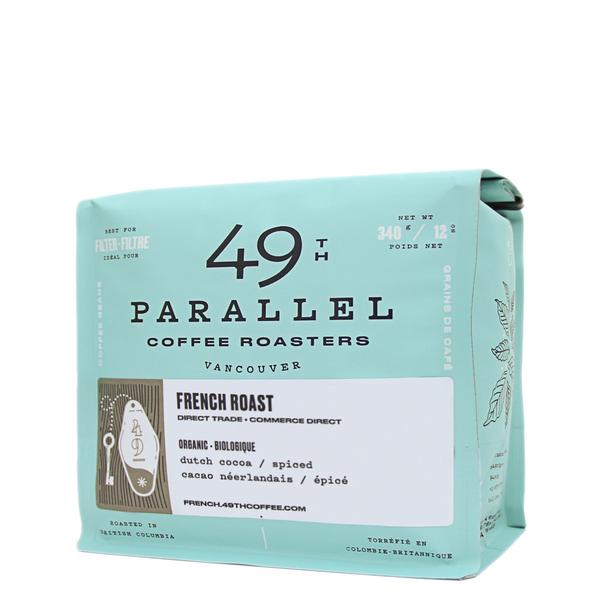 BEST FOR
FILTER·FILTRE
IDÉAL POUR
49TH
NET WT
340 g / 12 oz
POIDS NET
PARALLEL
COFFEE ROASTERS
VANCOUVER
COFFEE BEANS
GRAINS DE CAFÉ
FRENCH ROAST
DIRECT TRADE • COMMERCE DIRECT
ORGANIC • BIOLOGIQUE
dutch cocoa / spiced
cacao néerlandais / épicé
FRENCH.49THCOFFEE.COM
49
ROASTED IN
BRITISH COLUMBIA
TORRÉFIÉ EN
COLOMBIE-BRITANNIQUE